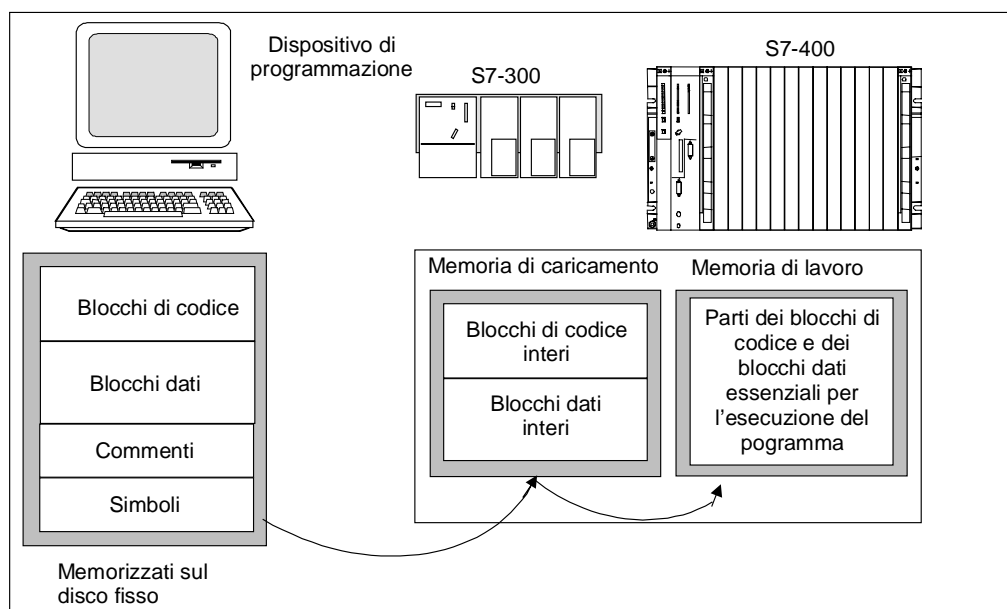 Dispositivo di
programmazione
S7-300
S7-400
Blocchi di codice
Blocchi dati
Commenti
Simboli
Memorizzati sul
disco fisso
Memoria di caricamento
Blocchi di codice
interi
Blocchi dati
interi
Memoria di lavoro
Parti dei blocchi di
codice e dei
blocchi dati
essenziali per
l'esecuzione del
pogramma